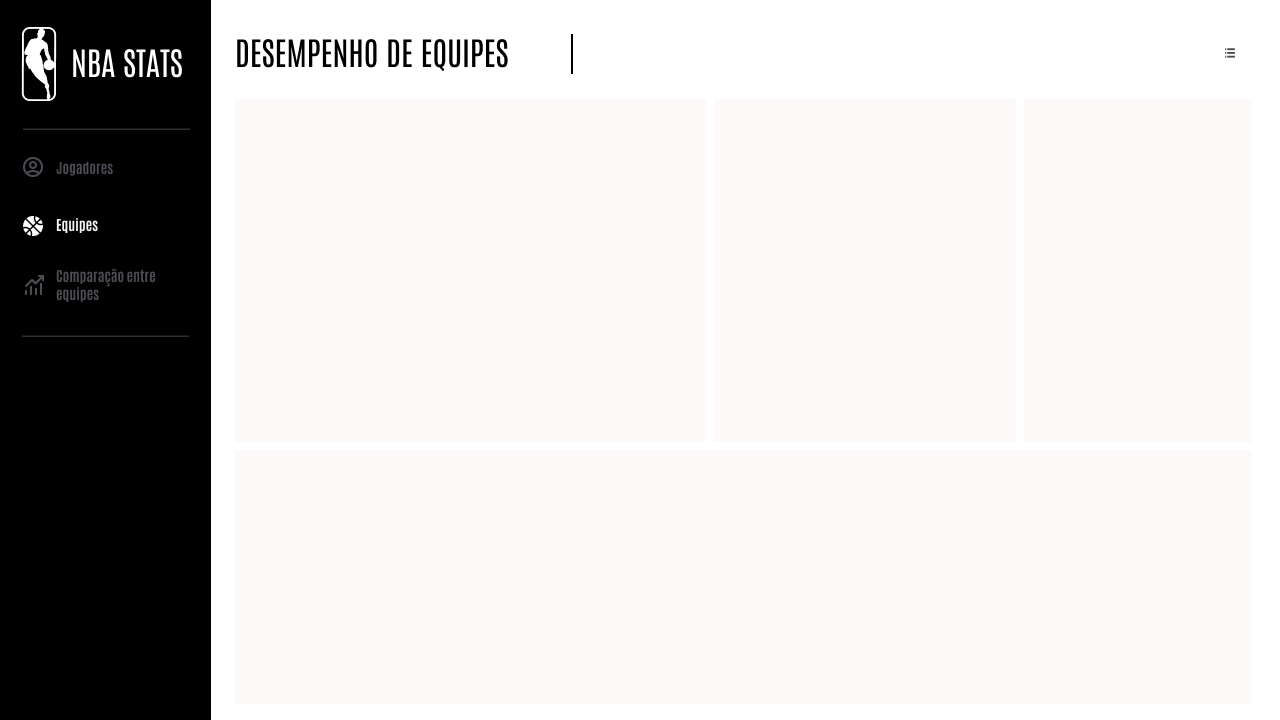 NBA STATS
DESEMPENHO DE EQUIPES
Jogadores
Equipes
Comparação entre
equipes